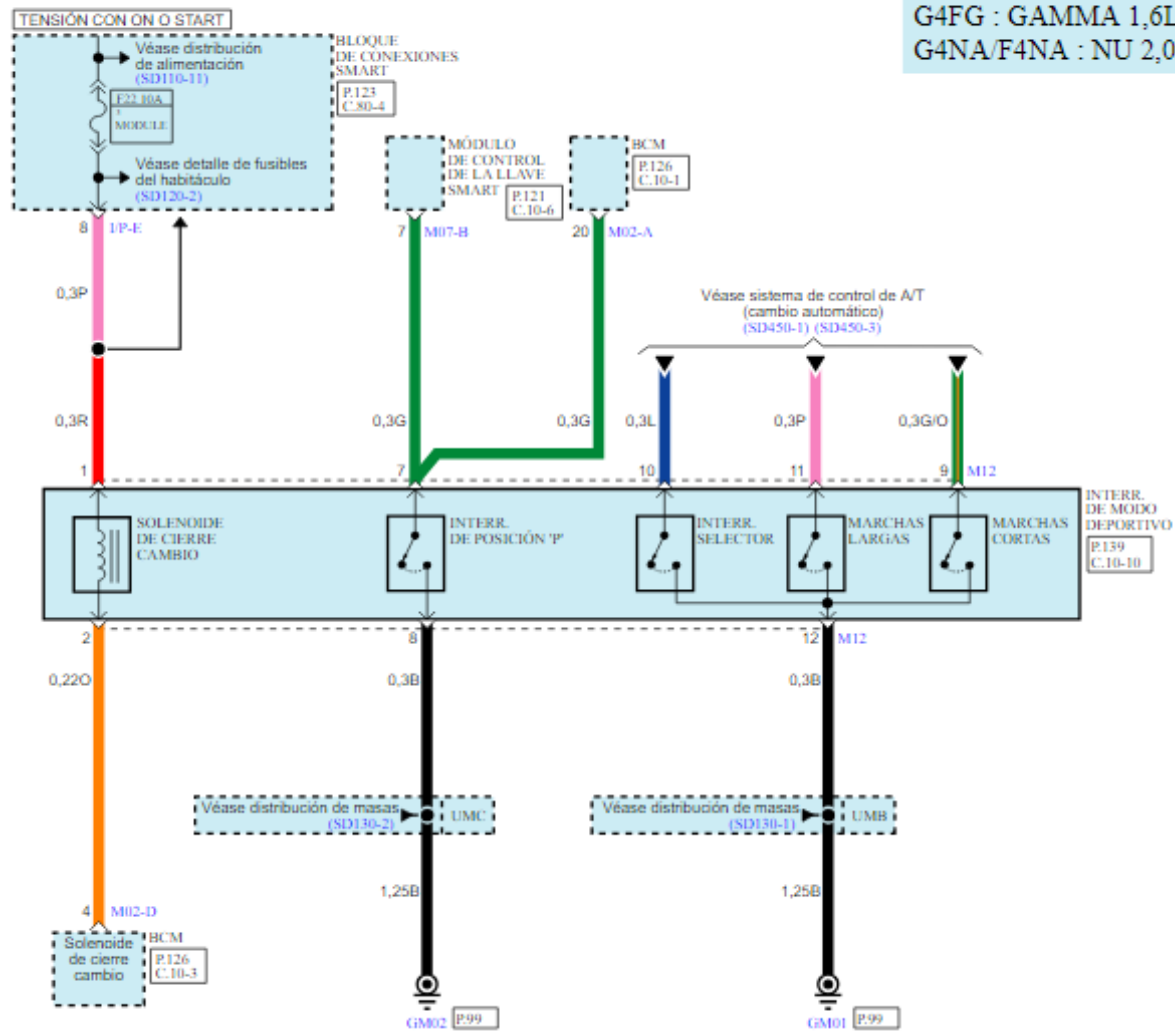 TENSIÓN CON ON O START
G4FG : GAMMA 1,6L
G4NA/F4NA : NU 2,0
Véase distribución
de alimentación
(SD110-11)
F22 10A
MODULE
Véase detalle de fusibles
del habitáculo
(SD120-2)
BLOQUE
DE CONEXIONES
SMART
P.123
C.80-4
MÓDULO
DE CONTROL
DE LA LLAVE
SMART
P.121
C.10-6
BCM
P.126
C.10-1
8 I/P-E
7 M07-B
20 M02-A
0,3P
Véase sistema de control de A/T
(cambio automático)
(SD450-1) (SD450-3)
0,3R
0,3G
0,3G
0,3L
0,3P
0,3G/O
1
7
10
11
9 M12
SOLENOIDE
DE CIERRE
CAMBIO
INTERR.
DE POSICIÓN 'P'
INTERR.
SELECTOR
MARCHAS
LARGAS
MARCHAS
CORTAS
INTERR.
DE MODO
DEPORTIVO
P.139
C.10-10
2
8
12 M12
0,22O
0,3B
0,3B
Véase distribución de masas
(SD130-2)
UMC
Véase distribución de masas
(SD130-1)
UMB
1,25B
1,25B
4 M02-D
Solenoide
de cierre
cambio
BCM
P.126
C.10-3
GM02 P.99
GM01 P.99